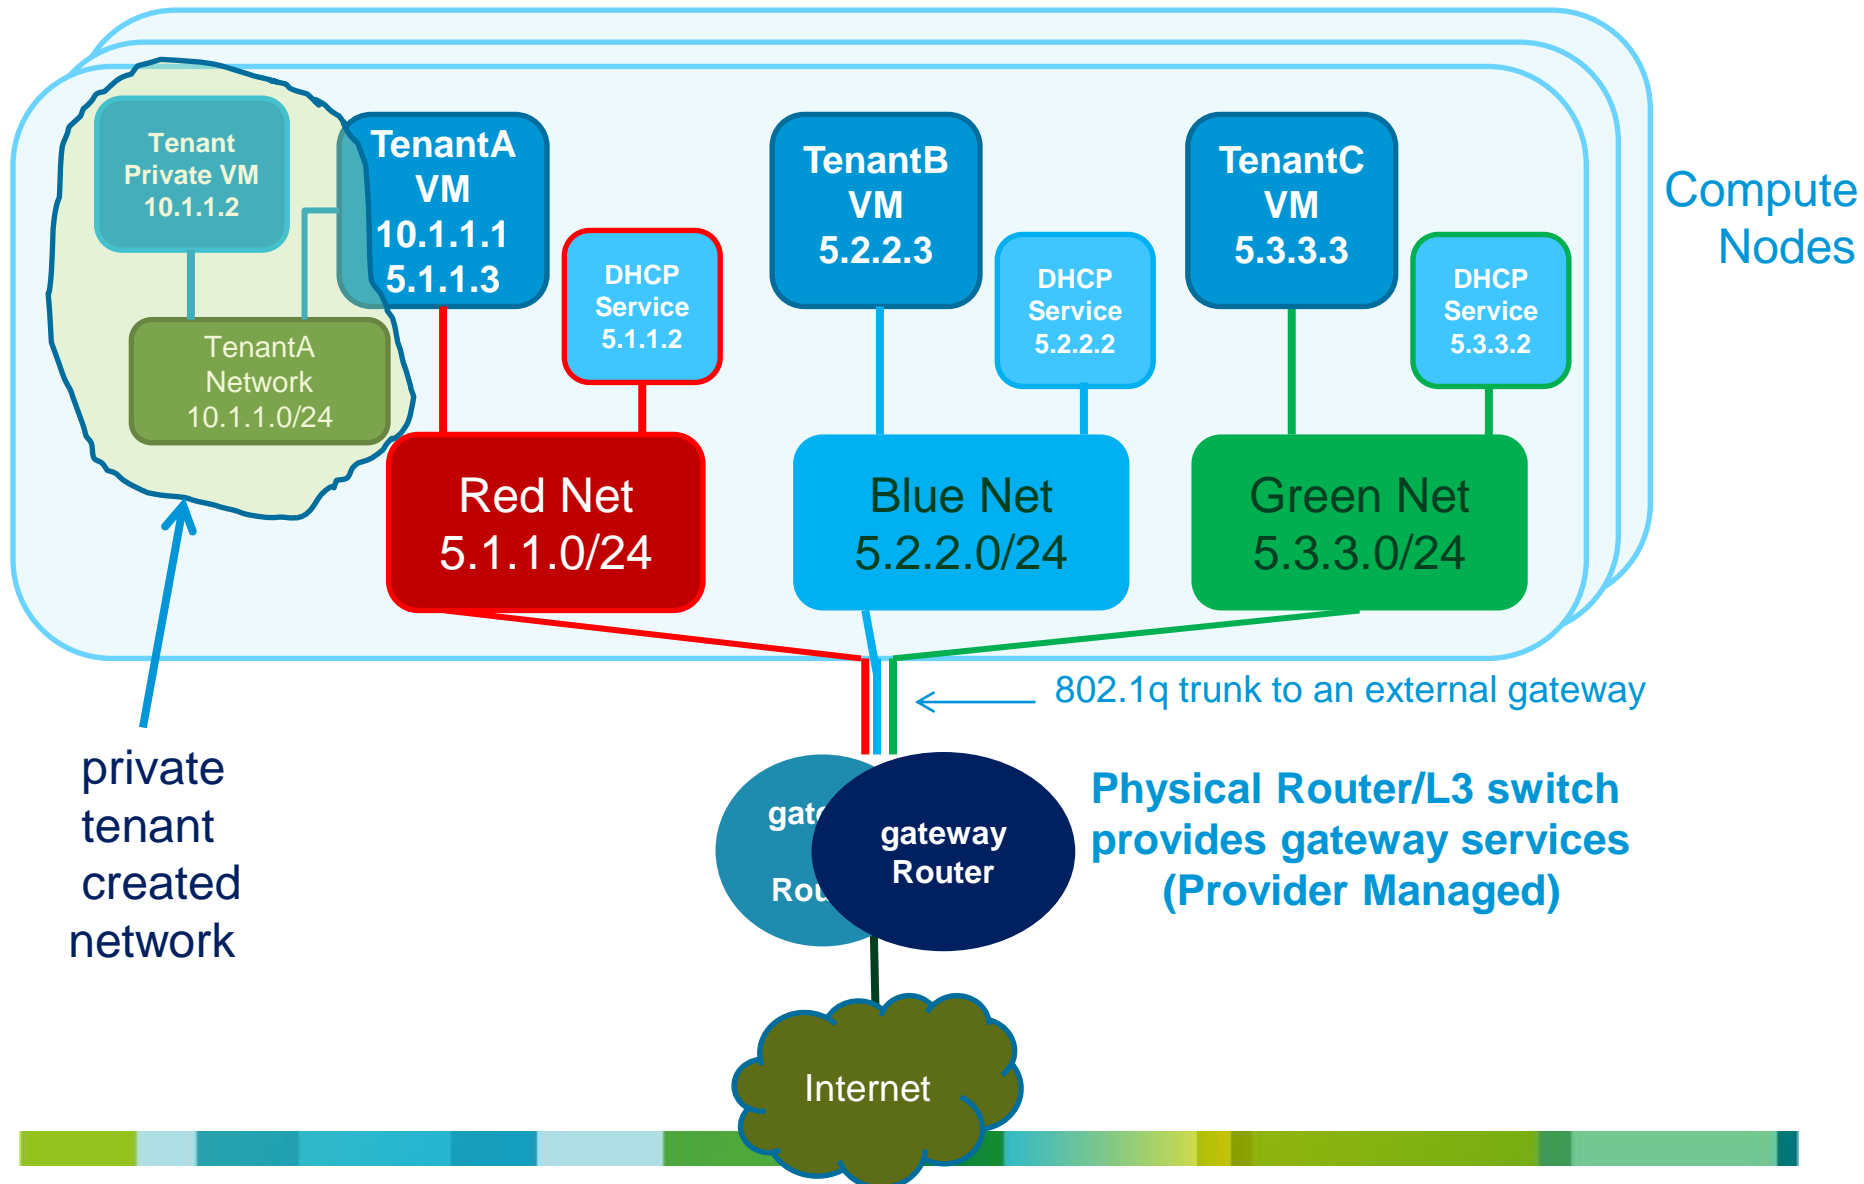 Tenant
Private VM
10.1.1.2
TenantA
VM
10.1.1.1
5.1.1.3
DHCP
Service
5.1.1.2
TenantB
VM
5.2.2.3
DHCP
Service
5.2.2.2
TenantC
VM
5.3.3.3
DHCP
Service
5.3.3.2
Compute
Nodes
TenantA
Network
10.1.1.0/24
Red Net
5.1.1.0/24
Blue Net
5.2.2.0/24
Green Net
5.3.3.0/24
802.1q trunk to an external gateway
private
tenant
created
network
gate
Rou
gateway
Router
Physical Router/L3 switch
provides gateway services
(Provider Managed)
Internet